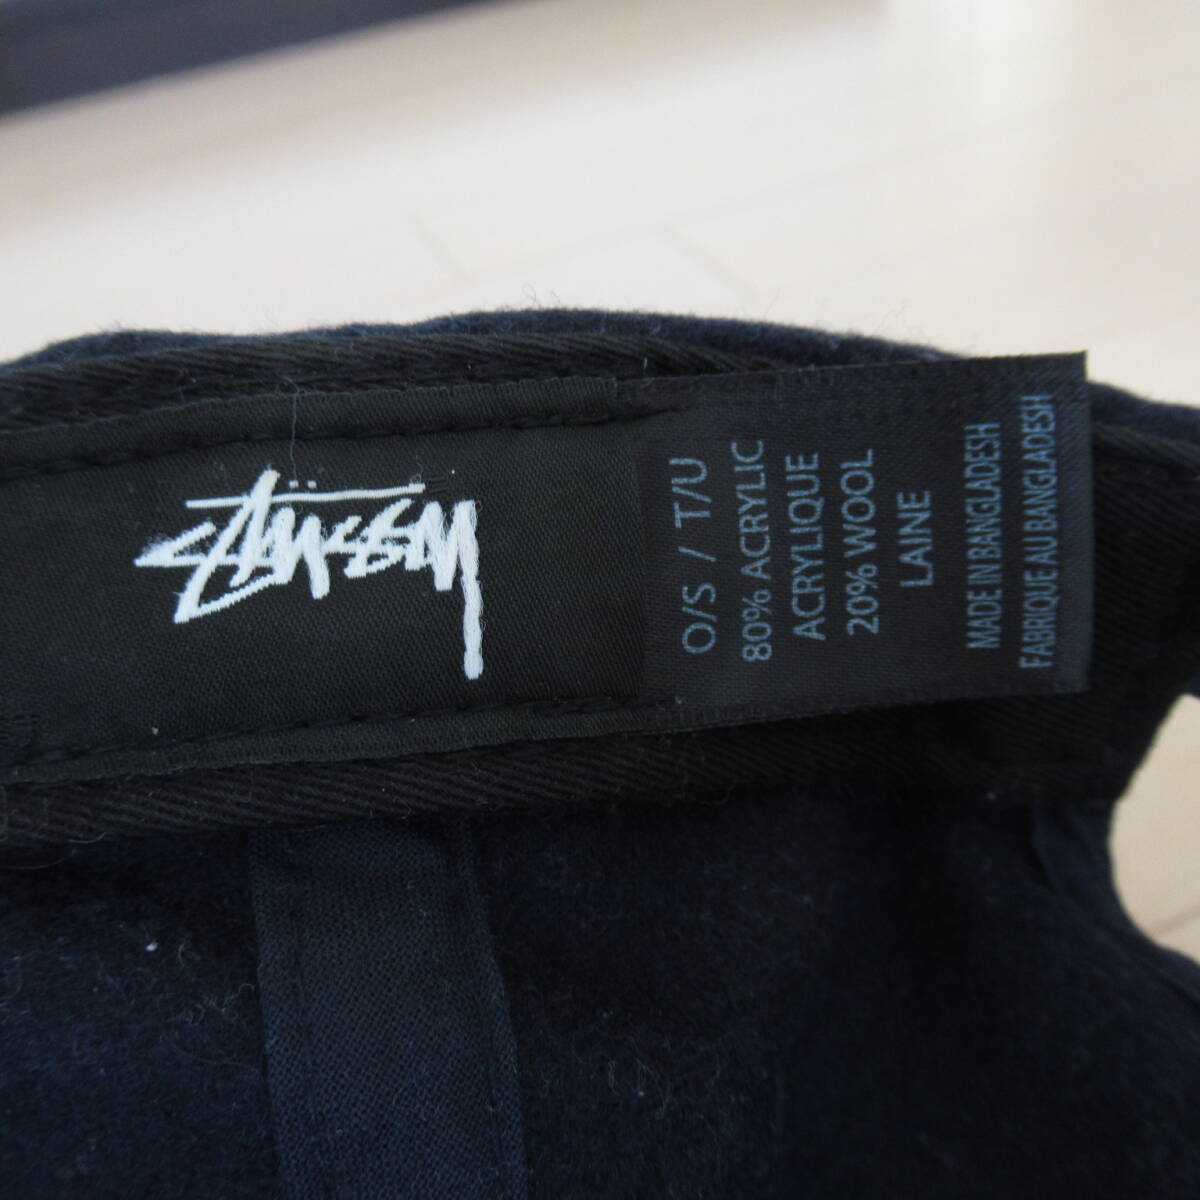 Stüssy
O/S / T/U
80% ACRYLIC
ACRYLIQUE
20% WOOL
LAINE
MADE IN BANGLADESH
FABRIQUE AU BANGLADESH